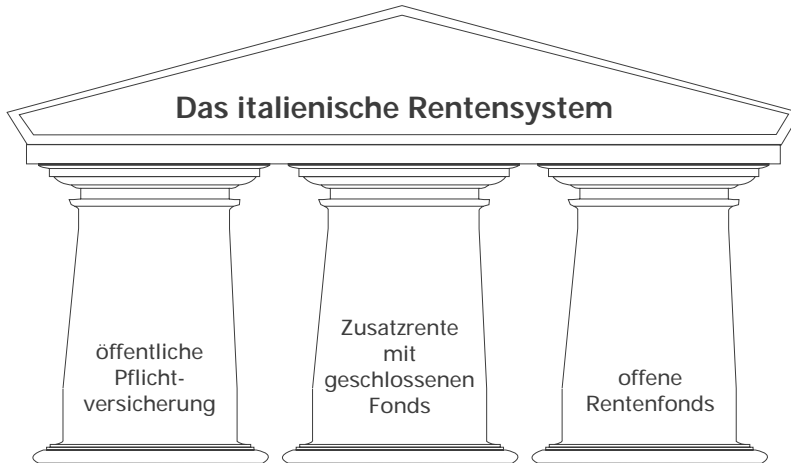 Das italienische Rentensystem
öffentliche
Pflicht-
versicherung
Zusatzrente
mit
geschlossenen
Fonds
offene
Rentenfonds